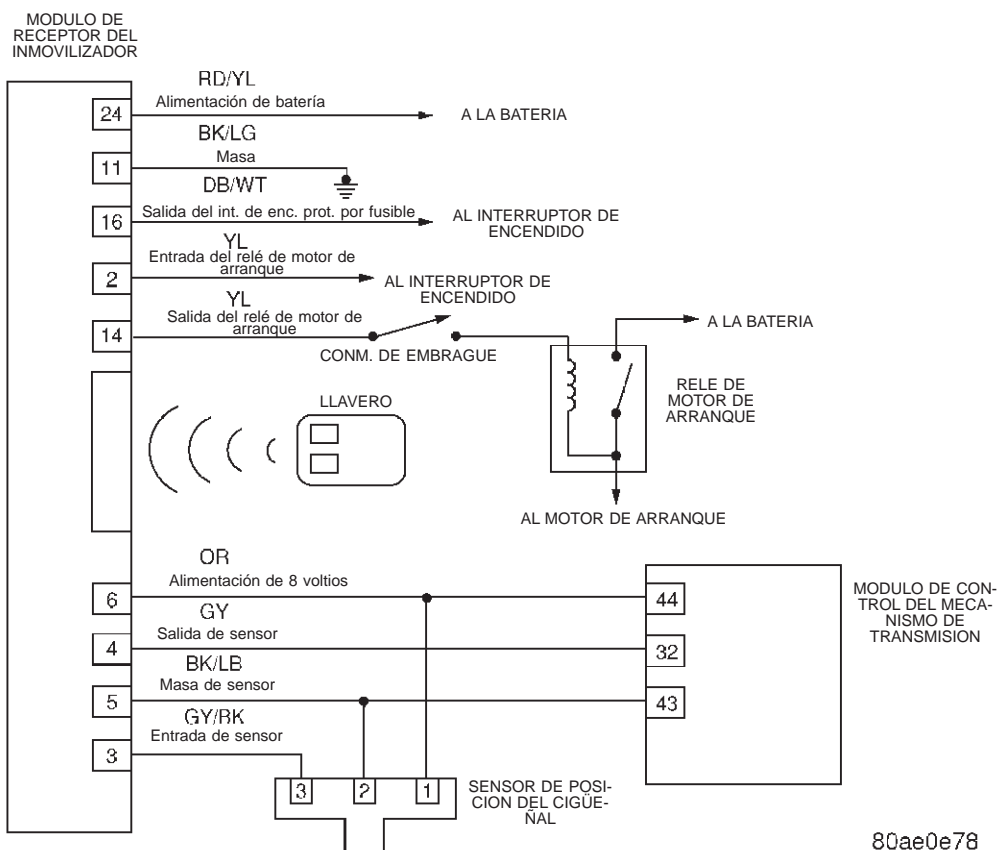 MODULO DE
RECEPTOR DEL
INMOVILIZADOR
RD/YL
24
Alimentación de batería
A LA BATERIA
BK/LG
11
Masa
DB/WT
16
Salida del int. de enc. prot. por fusible
AL INTERRUPTOR DE
ENCENDIDO
YL
2
Entrada del relé de motor de
arranque
AL INTERRUPTOR DE
ENCENDIDO
YL
14
Salida del relé de motor de
arranque
CONM. DE EMBRAGUE
A LA BATERIA
RELE DE
MOTOR DE
ARRANQUE
LLAVERO
AL MOTOR DE ARRANQUE
OR
6
Alimentación de 8 voltios
44
GY
4
Salida de sensor
32
BK/LB
5
Masa de sensor
43
GY/BK
3
Entrada de sensor
MODULO DE CON-
TROL DEL MECA-
NISMO DE
TRANSMISION
3 2 1
SENSOR DE POSI-
CION DEL CIGÜE-
ÑAL
80ae0e78